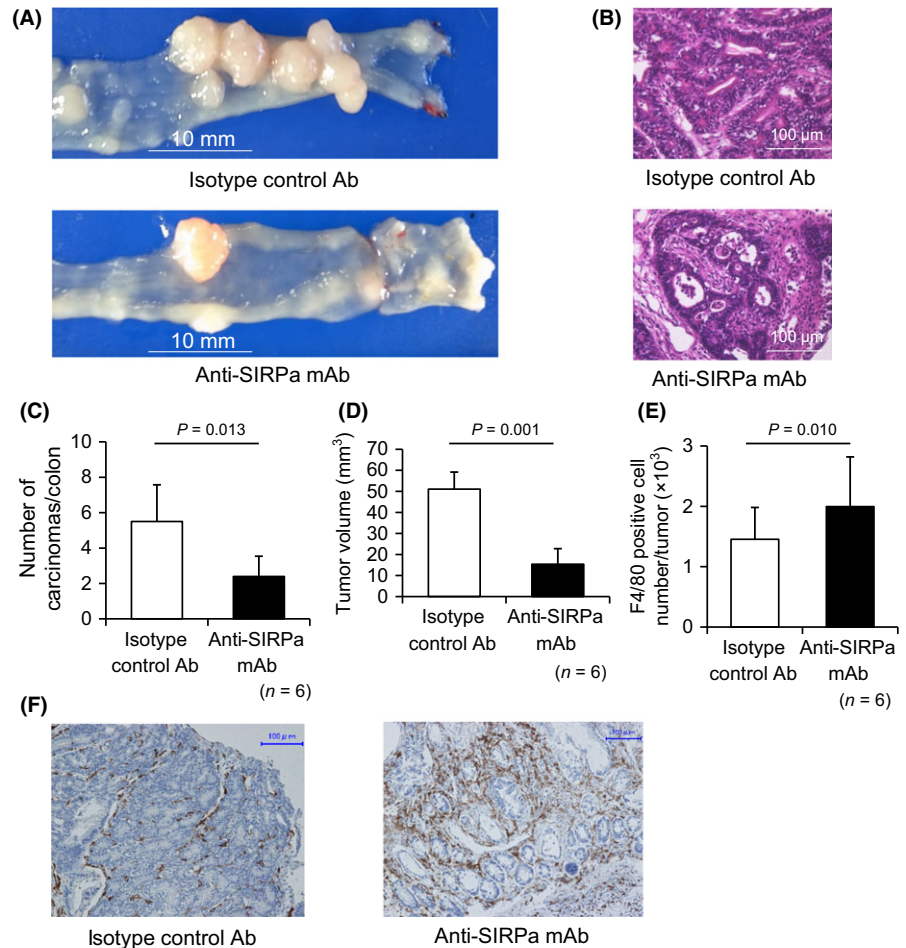 (A)
10 mm
Isotype control Ab
10 mm
Anti-SIRPa mAb
(B)
100 µm
Isotype control Ab
100 µm
Anti-SIRPa mAb
(C)
Number of
carcinomas/colon
10
8
6
4
2
0
P = 0.013
Isotype
control Ab
Anti-SIRPa
mAb
(n = 6)
(D)
Tumor volume (mm³)
70
60
50
40
30
20
10
0
P = 0.001
Isotype
control Ab
Anti-SIRPa
mAb
(n = 6)
(E)
F4/80 positive cell
number/tumor (×10³)
3
2
1
0
P = 0.010
Isotype
control Ab
Anti-SIRPa
mAb
(n = 6)
(F)
100 µm
Isotype control Ab
100 µm
Anti-SIRPa mAb